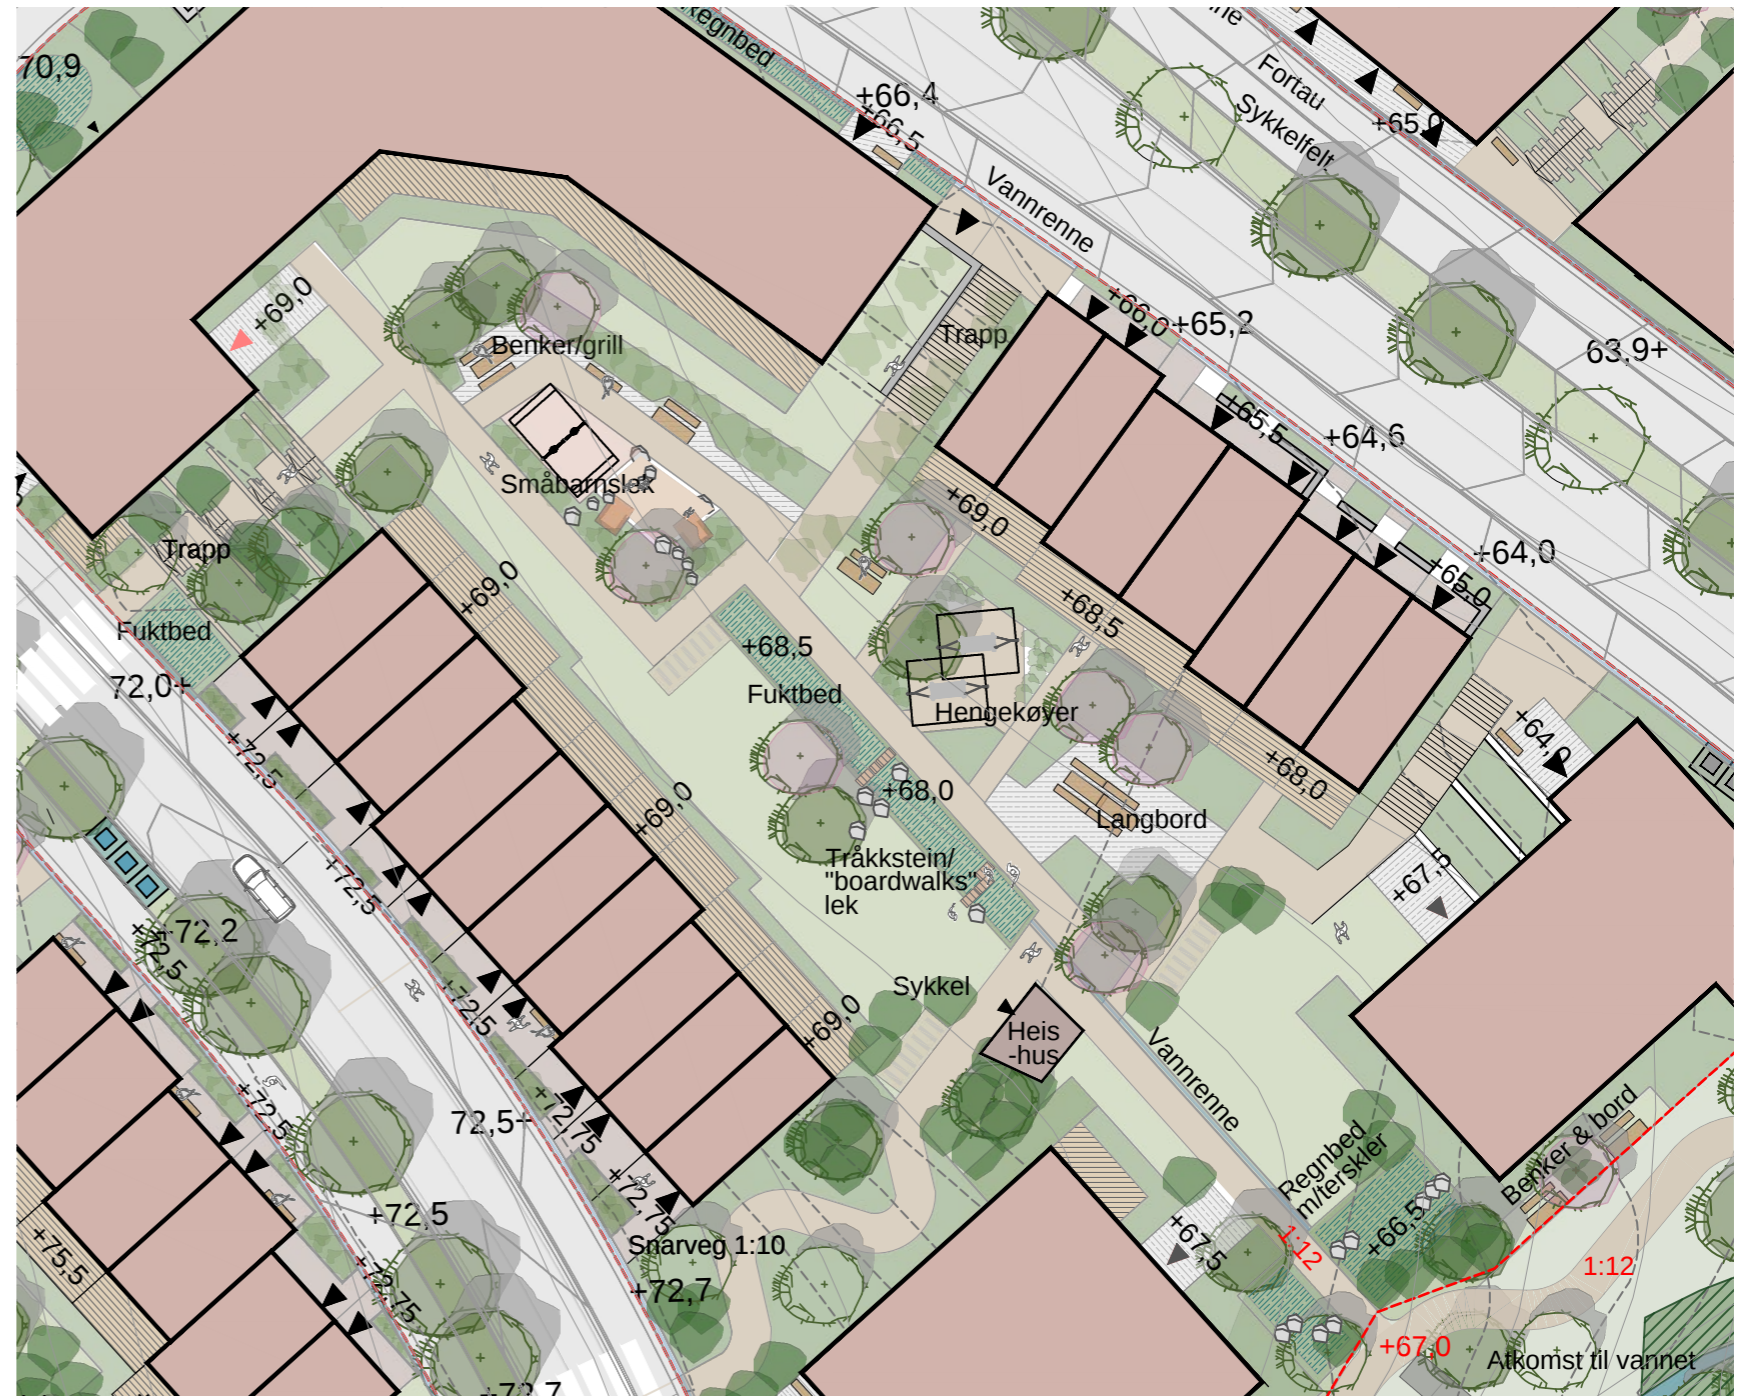 70,9
Regnbed
+66,4
+66,5
Fortau
Sykkelfelt
+65,0
Vannrenne
+69,0
Benker/grill
Trapp
+66,0
+65,2
63,9+
+65,5
+64,6
Småbarnslek
+69,0
+64,0
+65,0
Trapp
+69,0
Fuktbed
72,0+
+68,5
+68,5
Fuktbed
Hengekøyer
+72,5
+69,0
+68,0
+68,0
+64,0
Langbord
Tråkkstein/
"boardwalks"
lek
+72,5
+67,5
+72,2
+72,5
Sykkel
+72,5
+69,0
Heis
-hus
Vannrenne
+72,5
72,5+
+72,75
Regnbed
m/terskler
Benker & bord
+72,75
+72,5
+75,5
Snarveg 1:10
+72,7
+67,5
1:12
+66,5
1:12
+67,0
Atkomst til vannet